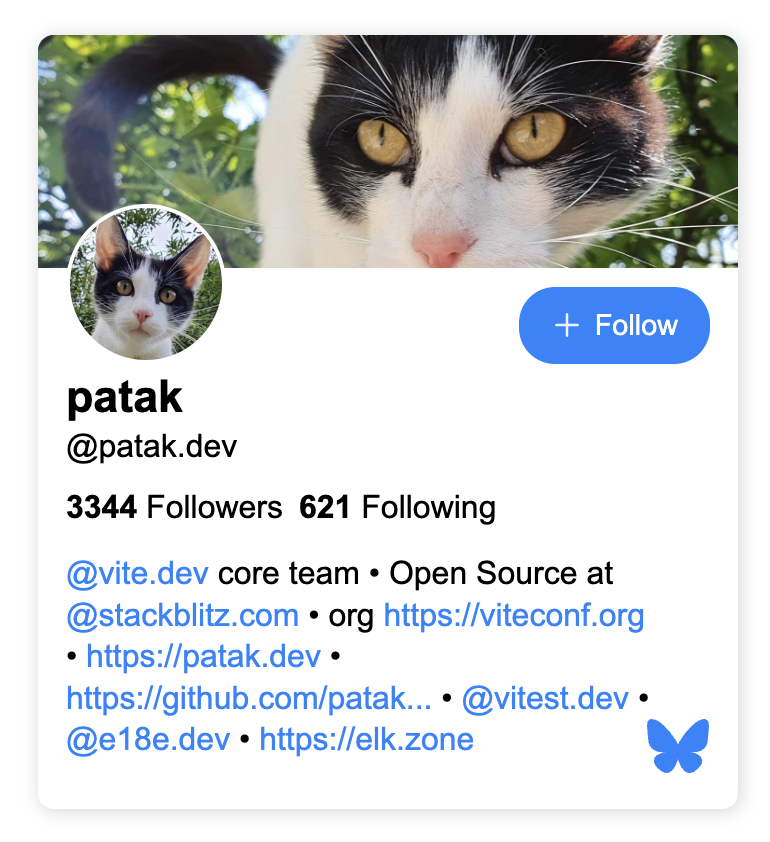 + Follow
patak
@patak.dev
3344 Followers 621 Following
@vite.dev core team • Open Source at
@stackblitz.com • org https://viteconf.org
• https://patak.dev •
https://github.com/patak... • @vitest.dev •
@e18e.dev • https://elk.zone